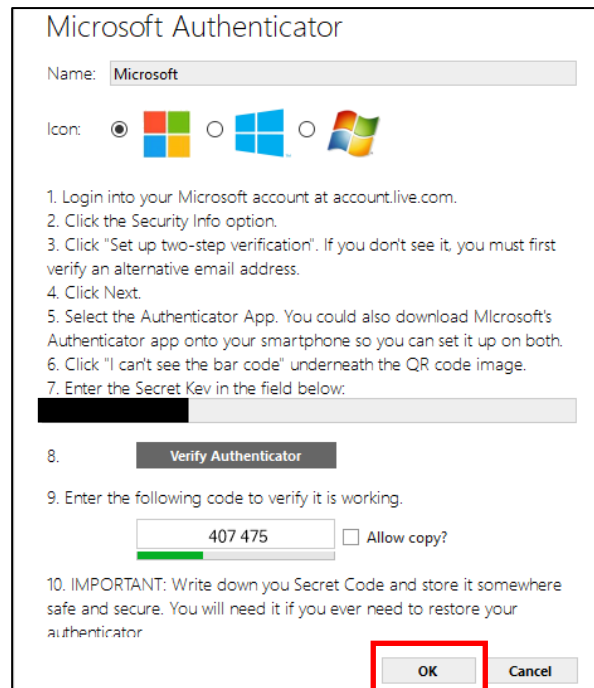 Microsoft Authenticator
Name: Microsoft
Icon:
1. Login into your Microsoft account at account.live.com.
2. Click the Security Info option.
3. Click "Set up two-step verification". If you don't see it, you must first
verify an alternative email address.
4. Click Next.
5. Select the Authenticator App. You could also download MIcrosoft's
Authenticator app onto your smartphone so you can set it up on both.
6. Click "I can't see the bar code" underneath the QR code image.
7. Enter the Secret Key in the field below:
8. Verify Authenticator
9. Enter the following code to verify it is working.
407 475 Allow copy?
10. IMPORTANT: Write down you Secret Code and store it somewhere
safe and secure. You will need it if you ever need to restore your
authenticator
OK Cancel